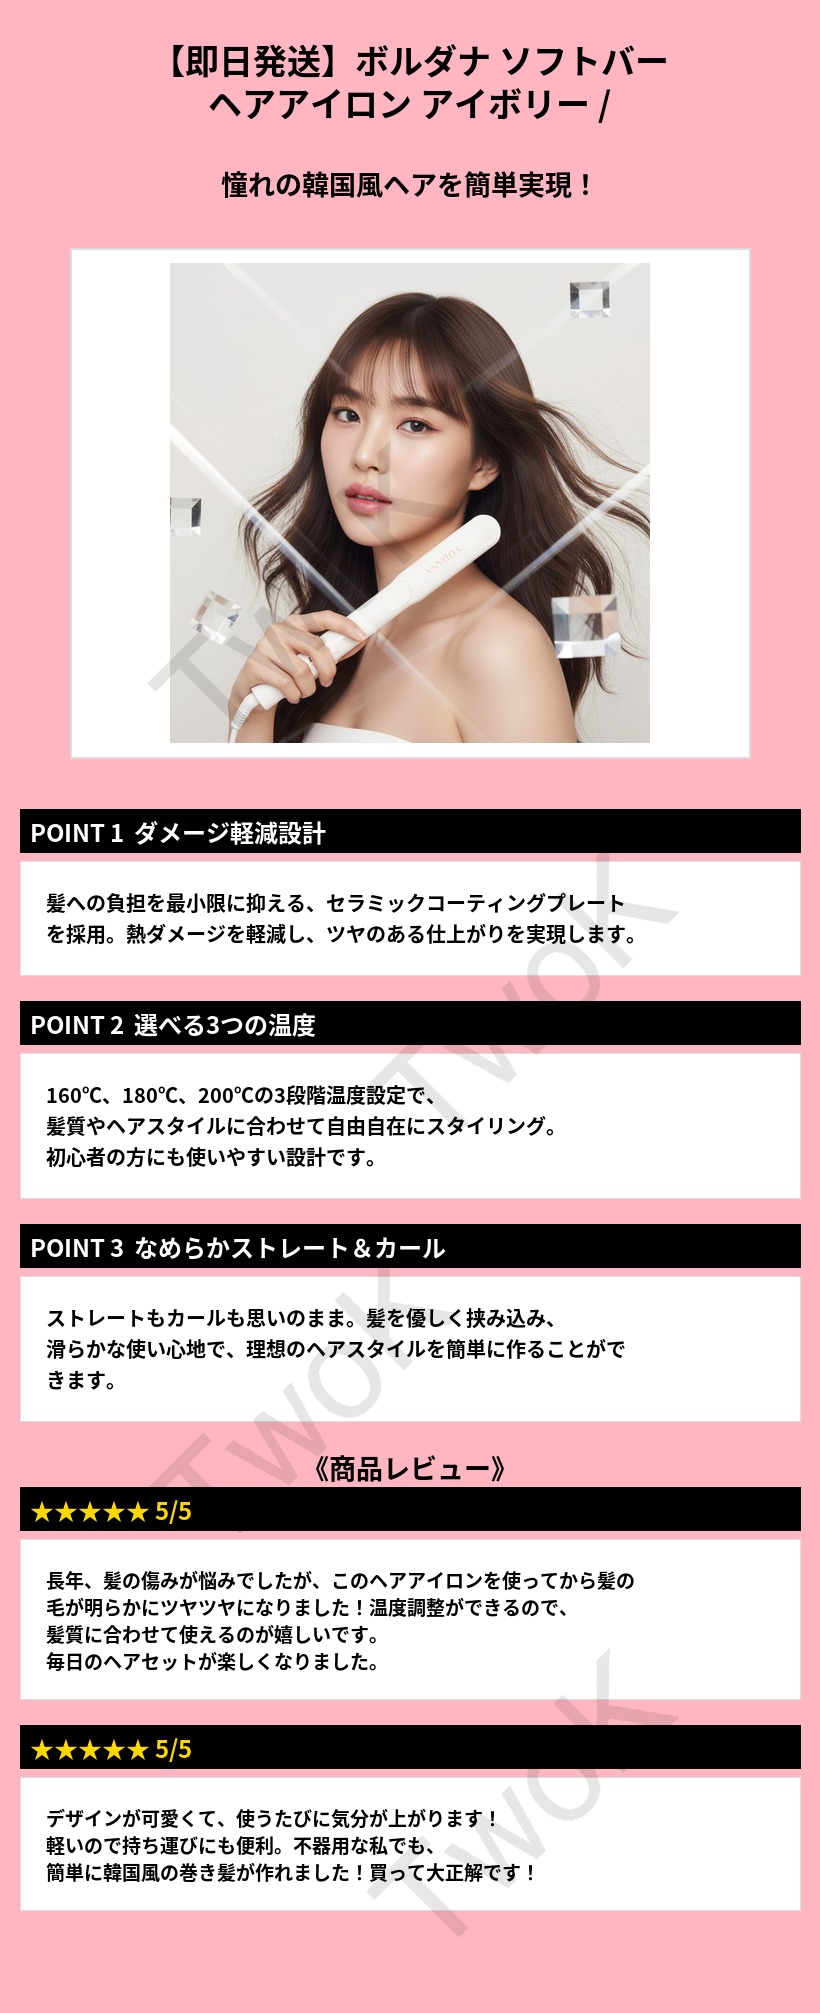 【即日発送】ボルダナ ソフトバー
ヘアアイロン アイボリー /
憧れの韓国風ヘアを簡単実現！
TwoK
POINT 1 ダメージ軽減設計
髪への負担を最小限に抑える、セラミックコーティングプレート
を採用。熱ダメージを軽減し、ツヤのある仕上がりを実現します。
TwoK
POINT 2 選べる3つの温度
160℃、180℃、200℃の3段階温度設定で、
髪質やヘアスタイルに合わせて自由自在にスタイリング。
初心者の方にも使いやすい設計です。
POINT 3 なめらかストレート＆カール
ストレートもカールも思いのまま。髪を優しく挟み込み、
滑らかな使い心地で、理想のヘアスタイルを簡単に作ることがで
きます。
TwoK
《商品レビュー》
★★★★★ 5/5
長年、髪の傷みが悩みでしたが、このヘアアイロンを使ってから髪の
毛が明らかにツヤツヤになりました！温度調整ができるので、
髪質に合わせて使えるのが嬉しいです。
毎日のヘアセットが楽しくなりました。
★★★★★ 5/5
デザインが可愛くて、使うたびに気分が上がります！
軽いので持ち運びにも便利。不器用な私でも、
簡単に韓国風の巻き髪が作れました！買って大正解です！
TwoK